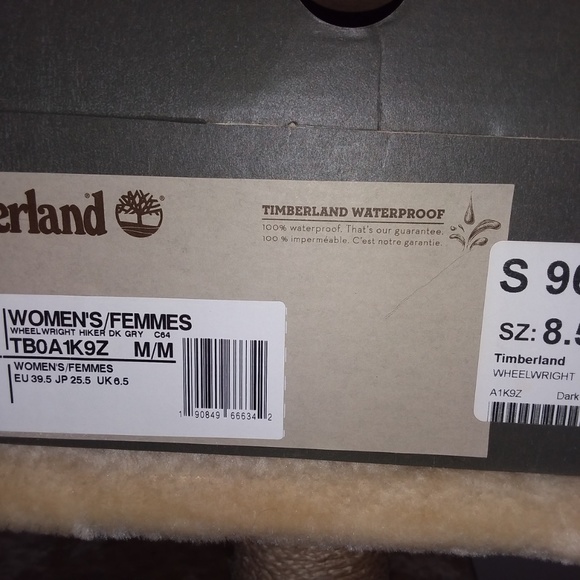 erland
TIMBERLAND WATERPROOF
100% waterproof. That's our guarantee.
100 % imperméable. C'est notre garantie.
WOMEN'S/FEMMES
WHEELWRIGHT HIKER DK GRY C64
TB0A1K9Z M/M
WOMEN'S/FEMMES
EU 39.5 JP 25.5 UK 6.5
1 90849 66634 2
S 96
SZ: 8.5
Timberland
WHEELWRIGHT
A1K9Z Dark